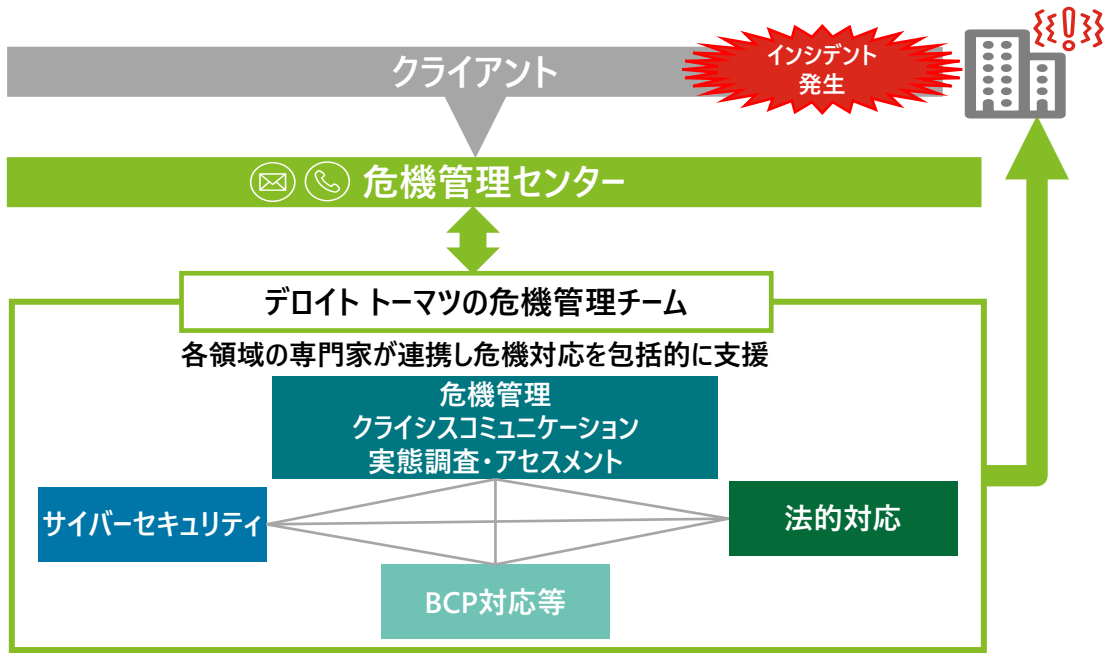 クライアント
インシデント
発生
危機管理センター
デロイト トーマツの危機管理チーム
各領域の専門家が連携し危機対応を包括的に支援
危機管理
クライシスコミュニケーション
実態調査・アセスメント
サイバーセキュリティ
法的対応
BCP対応等